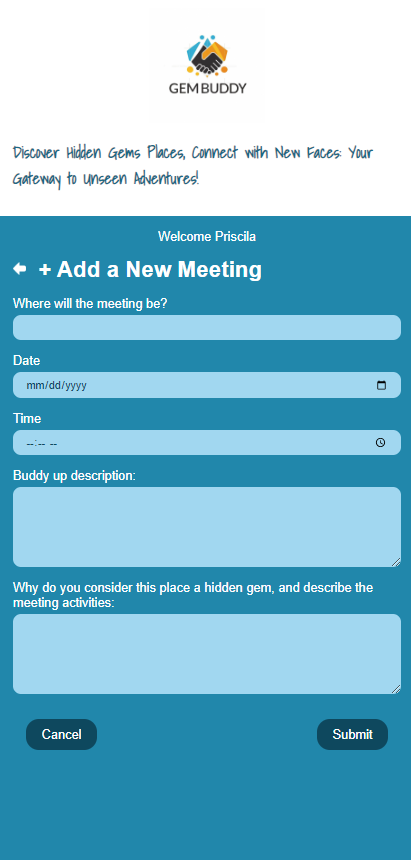 GEM BUDDY
Discover Hidden Gems Places, Connect with New Faces: Your
Gateway to Unseen Adventures!
Welcome Priscila
+ Add a New Meeting
Where will the meeting be?
Date
mm/dd/yyyy
Time
--:-- --
Buddy up description:
Why do you consider this place a hidden gem, and describe the
meeting activities:
Cancel
Submit